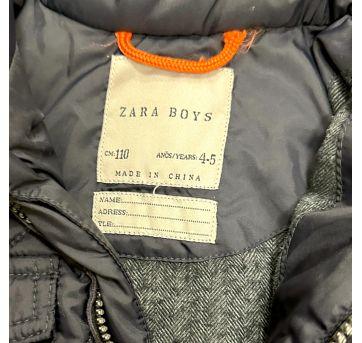 ZARA BOYS
CM: 110 AÑOS/YEARS: 4-5
MADE IN CHINA
NAME:
ADRESS:
TLF: